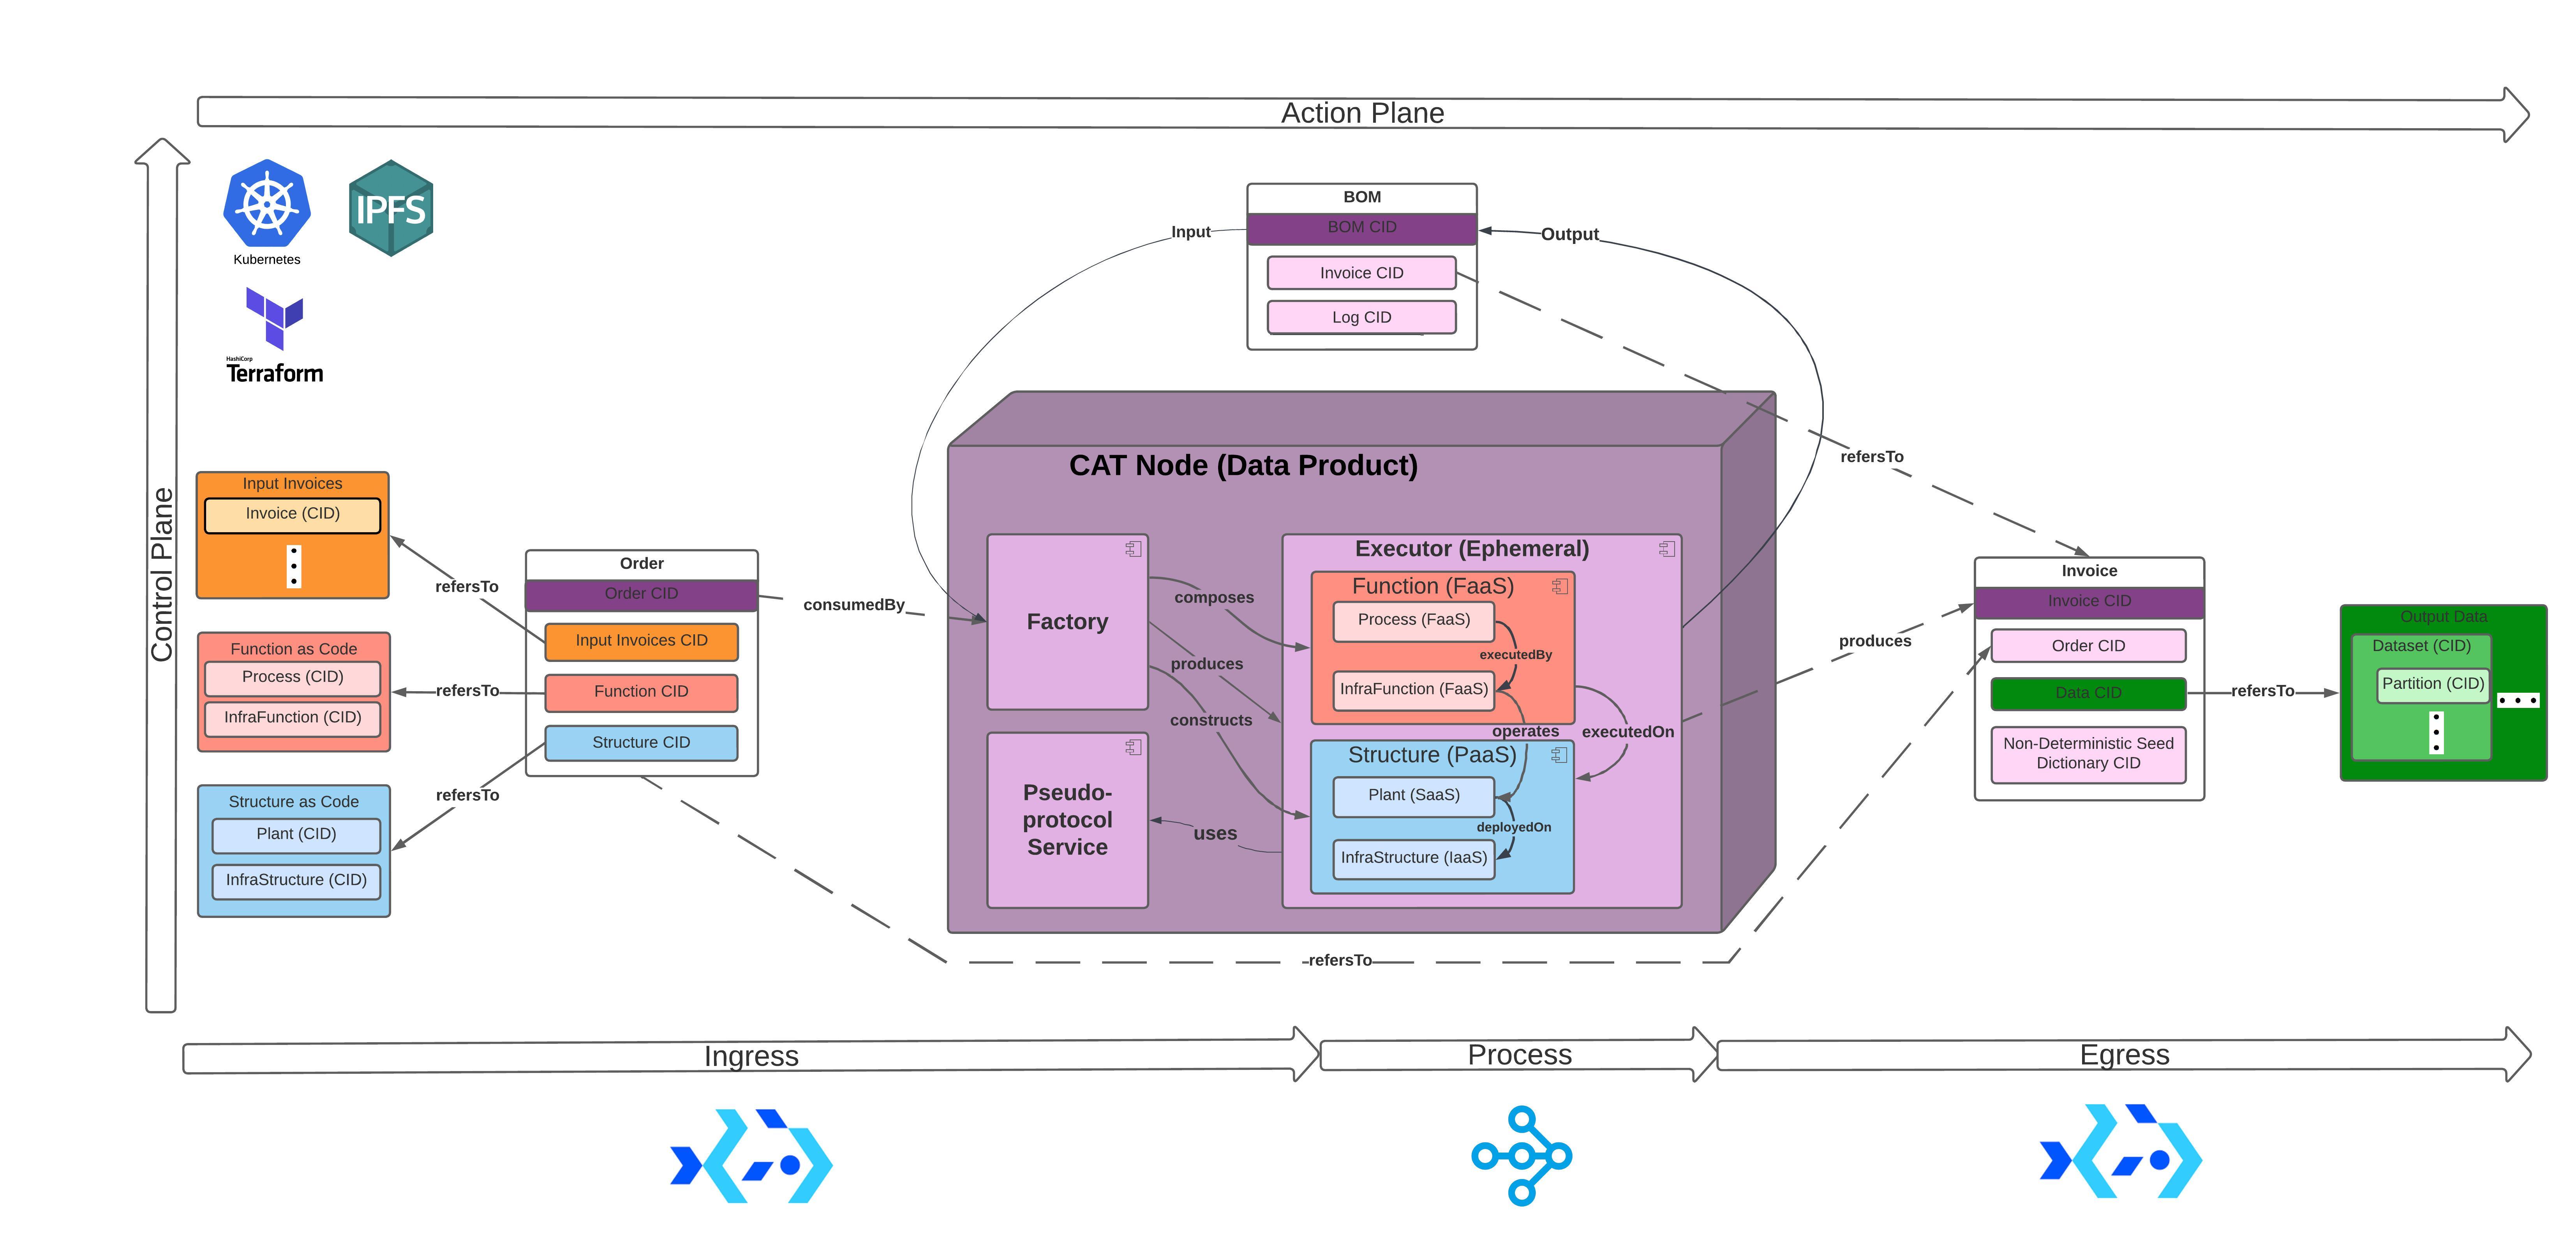 Action Plane
Control Plane
Kubernetes
IPFS
HashiCorp
Terraform
BOM
BOM CID
Invoice CID
Log CID
Input
Output
refersTo
CAT Node (Data Product)
Input Invoices
Invoice (CID)
refersTo
Function as Code
Process (CID)
InfraFunction (CID)
refersTo
Structure as Code
Plant (CID)
InfraStructure (CID)
refersTo
Order
Order CID
Input Invoices CID
Function CID
Structure CID
consumedBy
Factory
composes
produces
constructs
Pseudo-
protocol
Service
uses
Executor (Ephemeral)
Function (FaaS)
Process (FaaS)
executedBy
InfraFunction (FaaS)
operates
executedOn
Structure (PaaS)
Plant (SaaS)
deployedOn
InfraStructure (IaaS)
produces
refersTo
Invoice
Invoice CID
Order CID
Data CID
Non-Deterministic Seed
Dictionary CID
refersTo
Output Data
Dataset (CID)
Partition (CID)
Ingress
Process
Egress